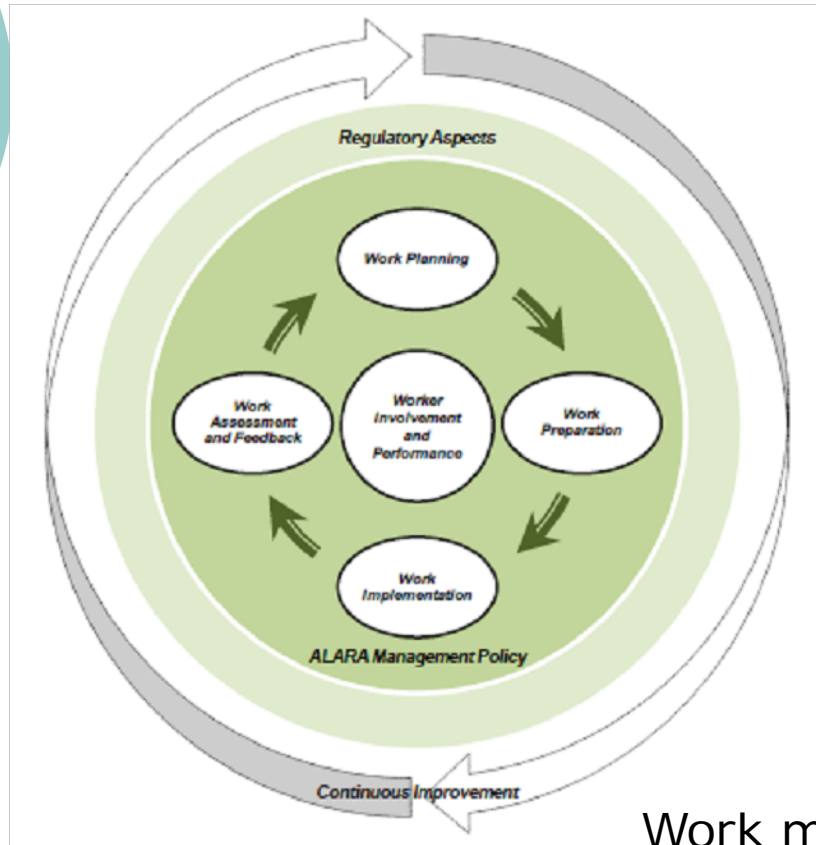 Regulatory Aspects
Work Planning
Work
Assessment
and Feedback
Worker
Involvement
and
Performance
Work
Preparation
Work
Implementation
ALARA Management Policy
Continuous Improvement
Work m